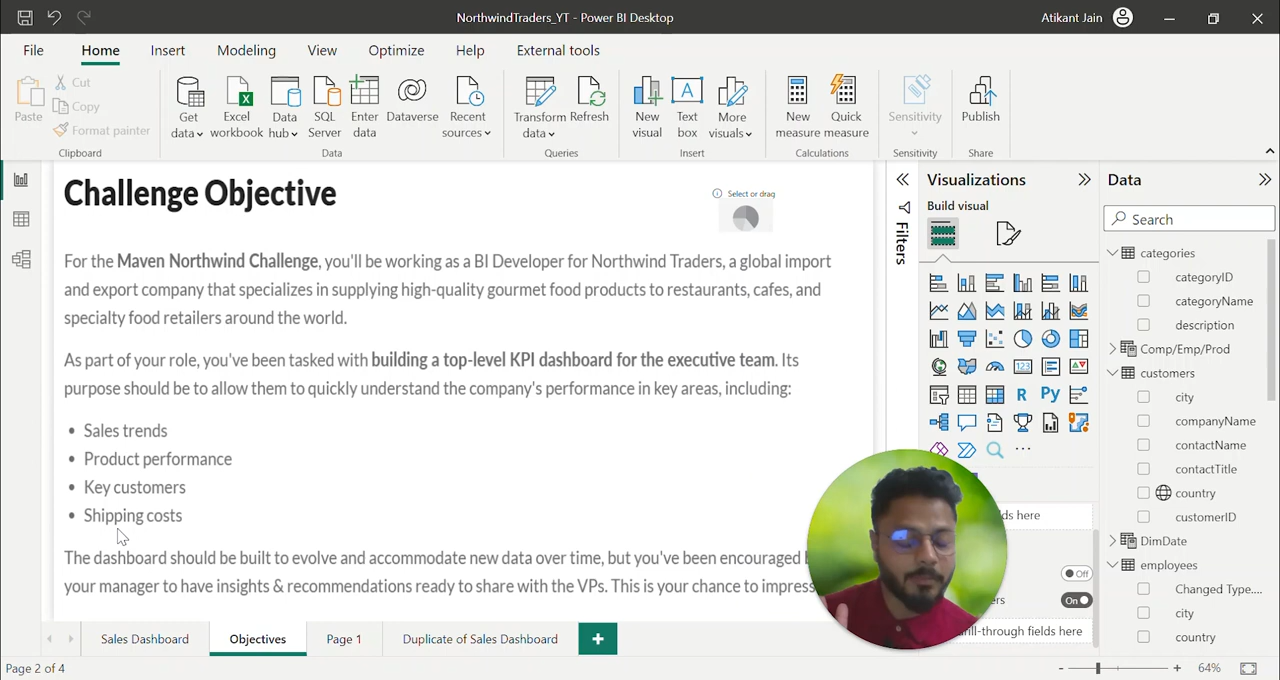 NorthwindTraders_YT - Power BI Desktop
Atikant Jain
File Home Insert Modeling View Optimize Help External tools
Paste
Cut
Copy
Format painter
Clipboard
Get data
Excel workbook
Data hub
SQL Server
Enter data
Dataverse
Recent sources
Data
Transform data
Refresh
Queries
New visual
Text box
More visuals
Insert
New measure
Quick measure
Calculations
Sensitivity
Sensitivity
Publish
Share
Challenge Objective
Select or drag
For the Maven Northwind Challenge, you'll be working as a BI Developer for Northwind Traders, a global import
and export company that specializes in supplying high-quality gourmet food products to restaurants, cafes, and
specialty food retailers around the world.
As part of your role, you've been tasked with building a top-level KPI dashboard for the executive team. Its
purpose should be to allow them to quickly understand the company's performance in key areas, including:
• Sales trends
• Product performance
• Key customers
• Shipping costs
The dashboard should be built to evolve and accommodate new data over time, but you've been encouraged
your manager to have insights & recommendations ready to share with the VPs. This is your chance to impress
Filters
Visualizations
Build visual
123
R
Py
...
fields here
Off
On
drill-through fields here
Data
Search
categories
categoryID
categoryName
description
Comp/Emp/Prod
customers
city
companyName
contactName
contactTitle
country
customerID
DimDate
employees
Changed Type....
city
country
Sales Dashboard
Objectives
Page 1
Duplicate of Sales Dashboard
+
Page 2 of 4
- + 64%